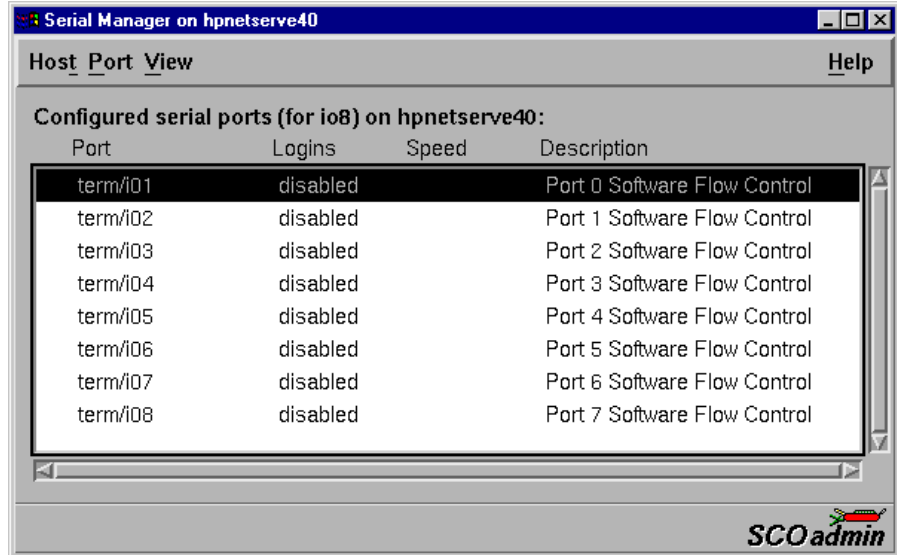 Serial Manager on hpnetserve40
Host Port View Help
Configured serial ports (for io8) on hpnetserve40:
Port Logins Speed Description
term/i01 disabled Port 0 Software Flow Control
term/i02 disabled Port 1 Software Flow Control
term/i03 disabled Port 2 Software Flow Control
term/i04 disabled Port 3 Software Flow Control
term/i05 disabled Port 4 Software Flow Control
term/i06 disabled Port 5 Software Flow Control
term/i07 disabled Port 6 Software Flow Control
term/i08 disabled Port 7 Software Flow Control
SCOadmin